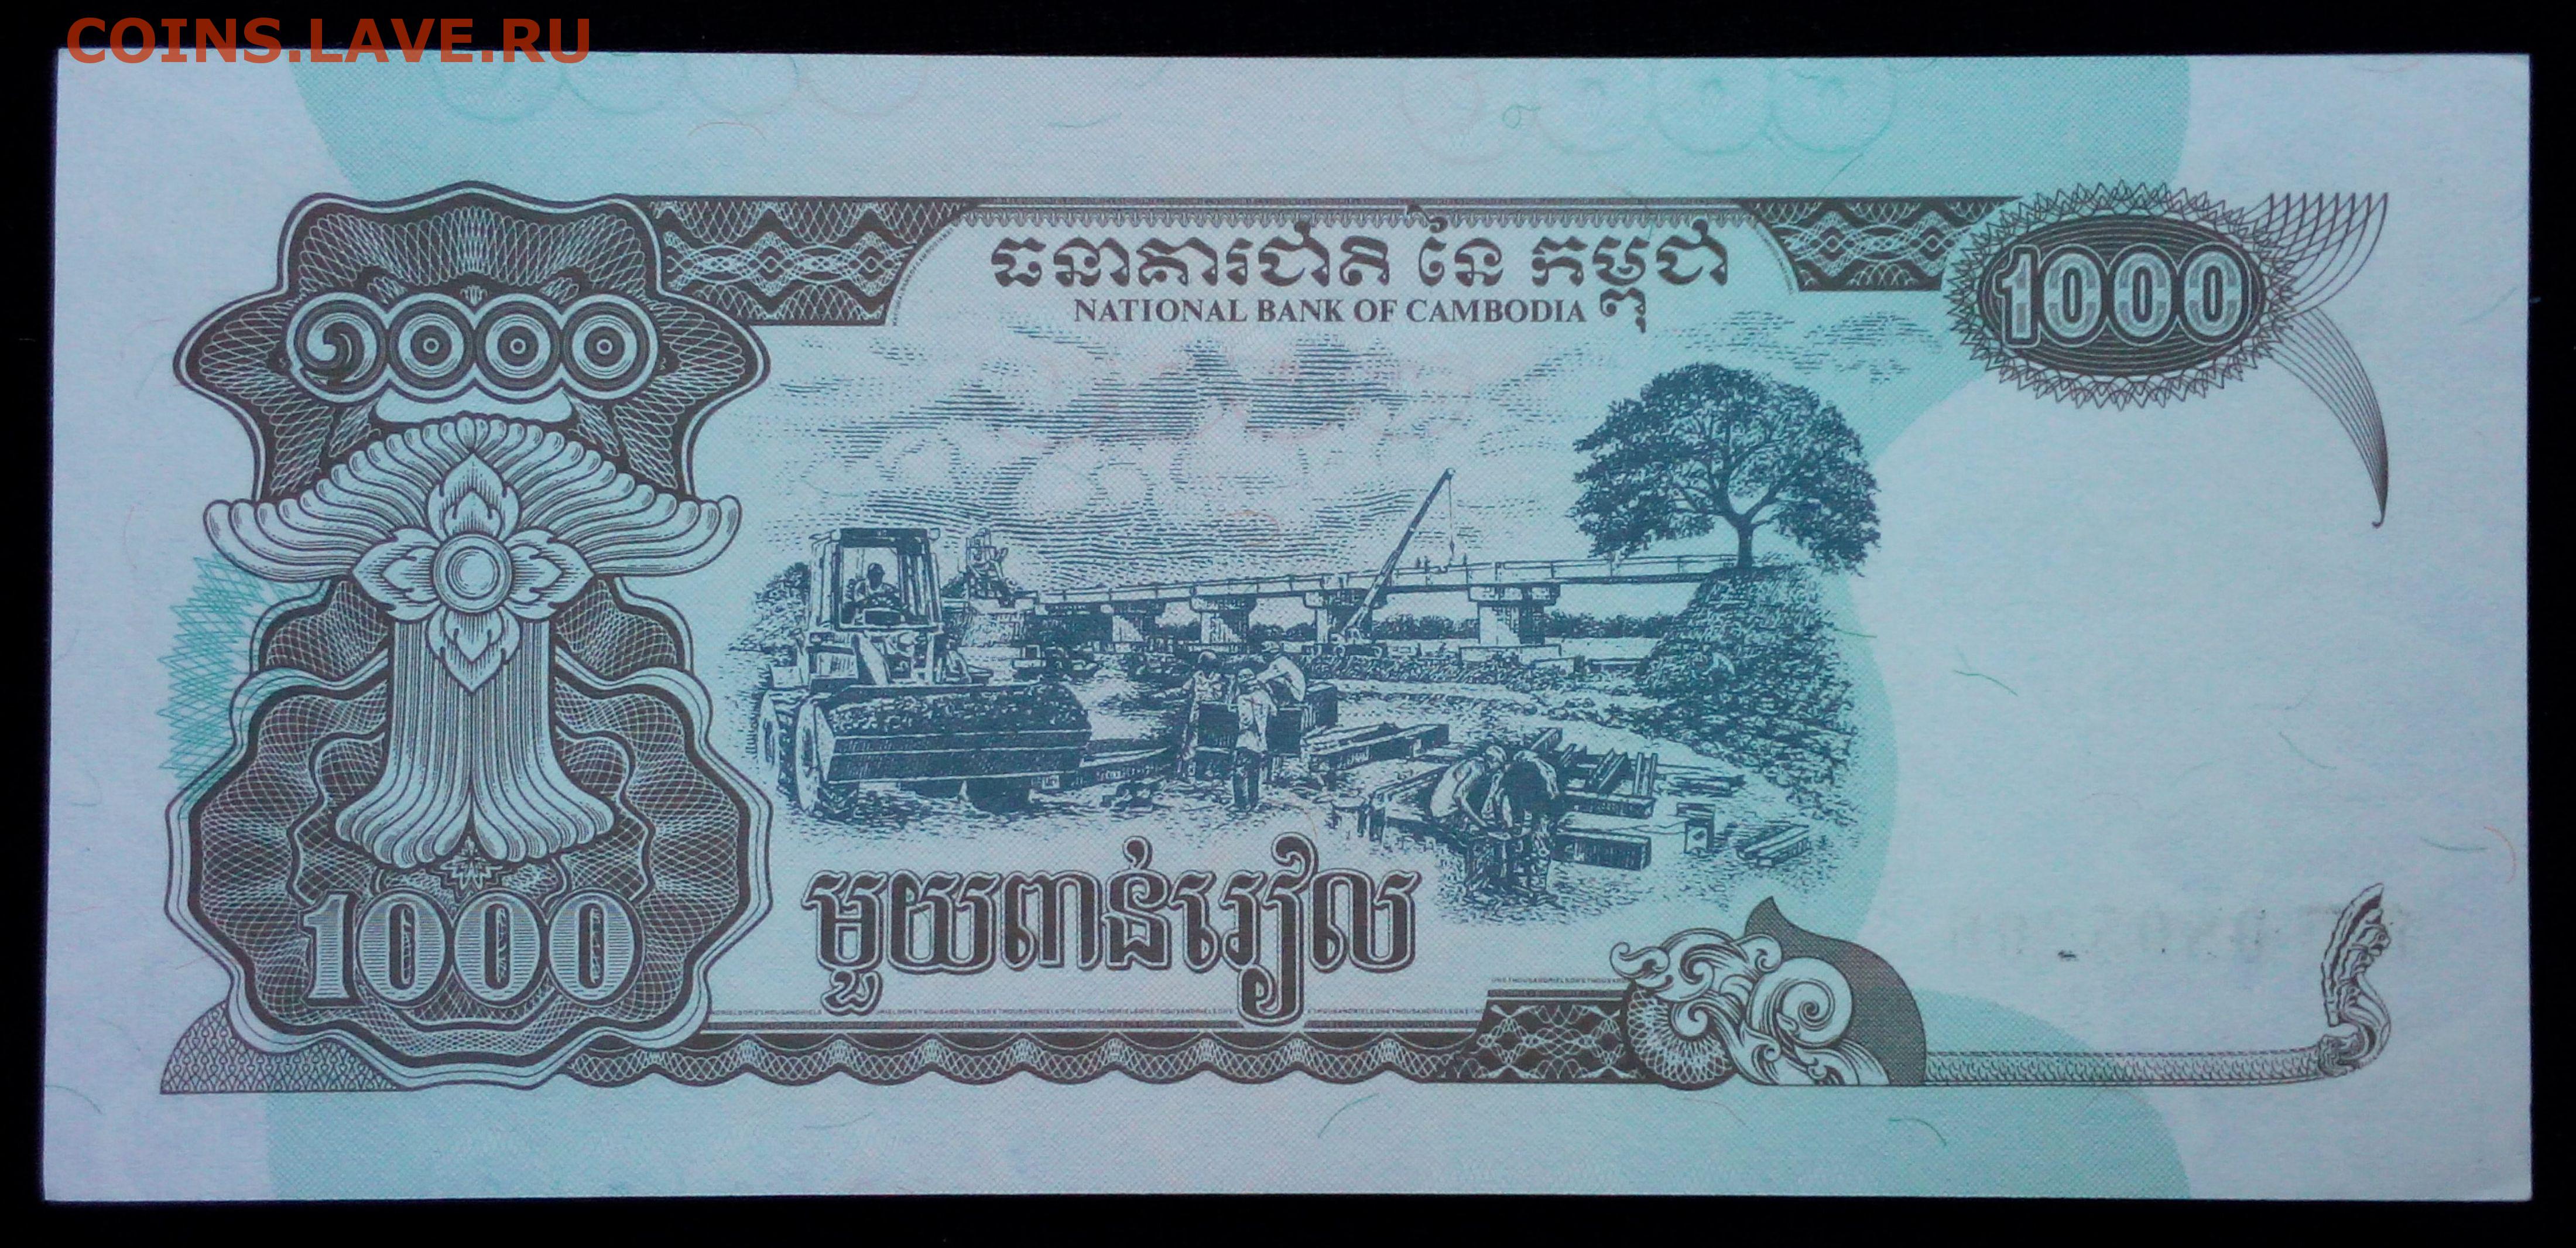 COINS.LAVE.RU
ធនាគារជាតិ នៃ កម្ពុជា
NATIONAL BANK OF CAMBODIA
1000
១០០០
មួយពាន់រៀល
1000